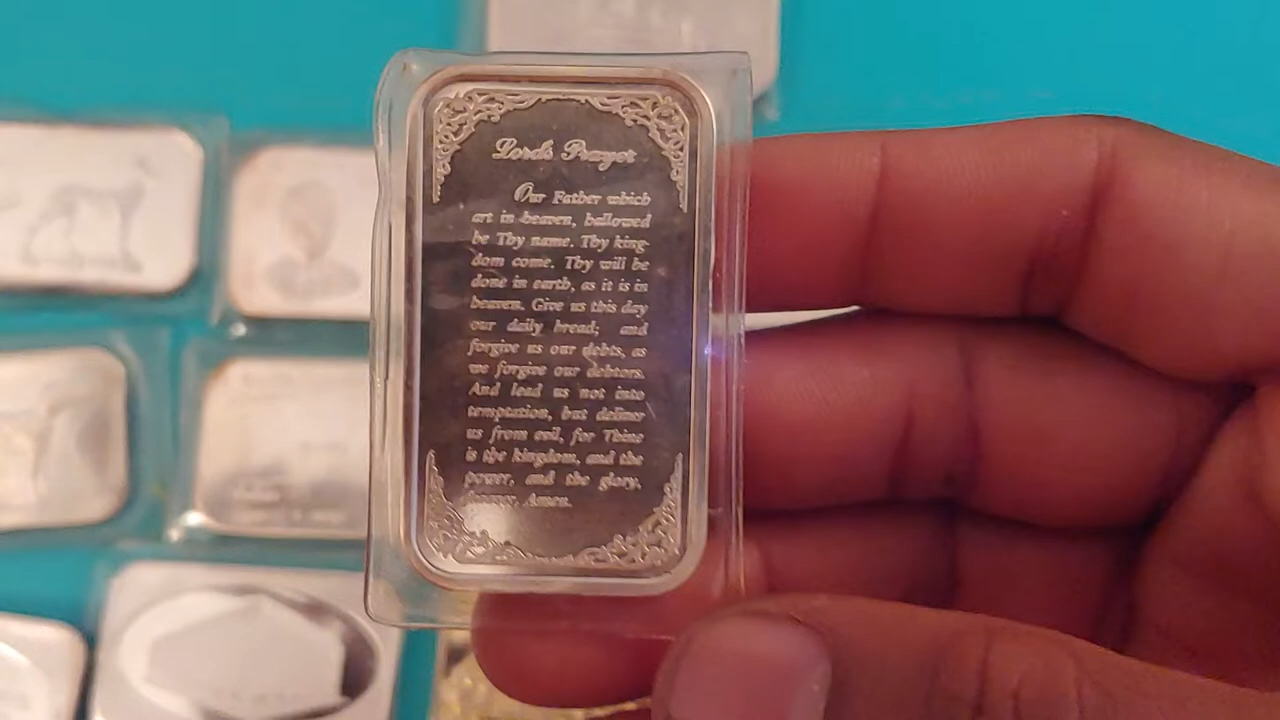 Lord's Prayer
Our Father which
art in heaven, hallowed
be Thy name. Thy king-
dom come. Thy will be
done in earth, as it is in
heaven. Give us this day
our daily bread; and
forgive us our debts, as
we forgive our debtors.
And lead us not into
temptation, but deliver
us from evil, for Thine
is the kingdom, and the
power, and the glory,
Amen.